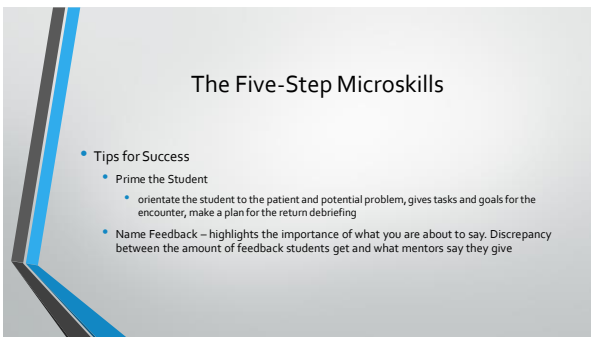 The Five-Step Microskills
• Tips for Success
• Prime the Student
• orientate the student to the patient and potential problem, gives tasks and goals for the
encounter, make a plan for the return debriefing
• Name Feedback – highlights the importance of what you are about to say. Discrepancy
between the amount of feedback students get and what mentors say they give